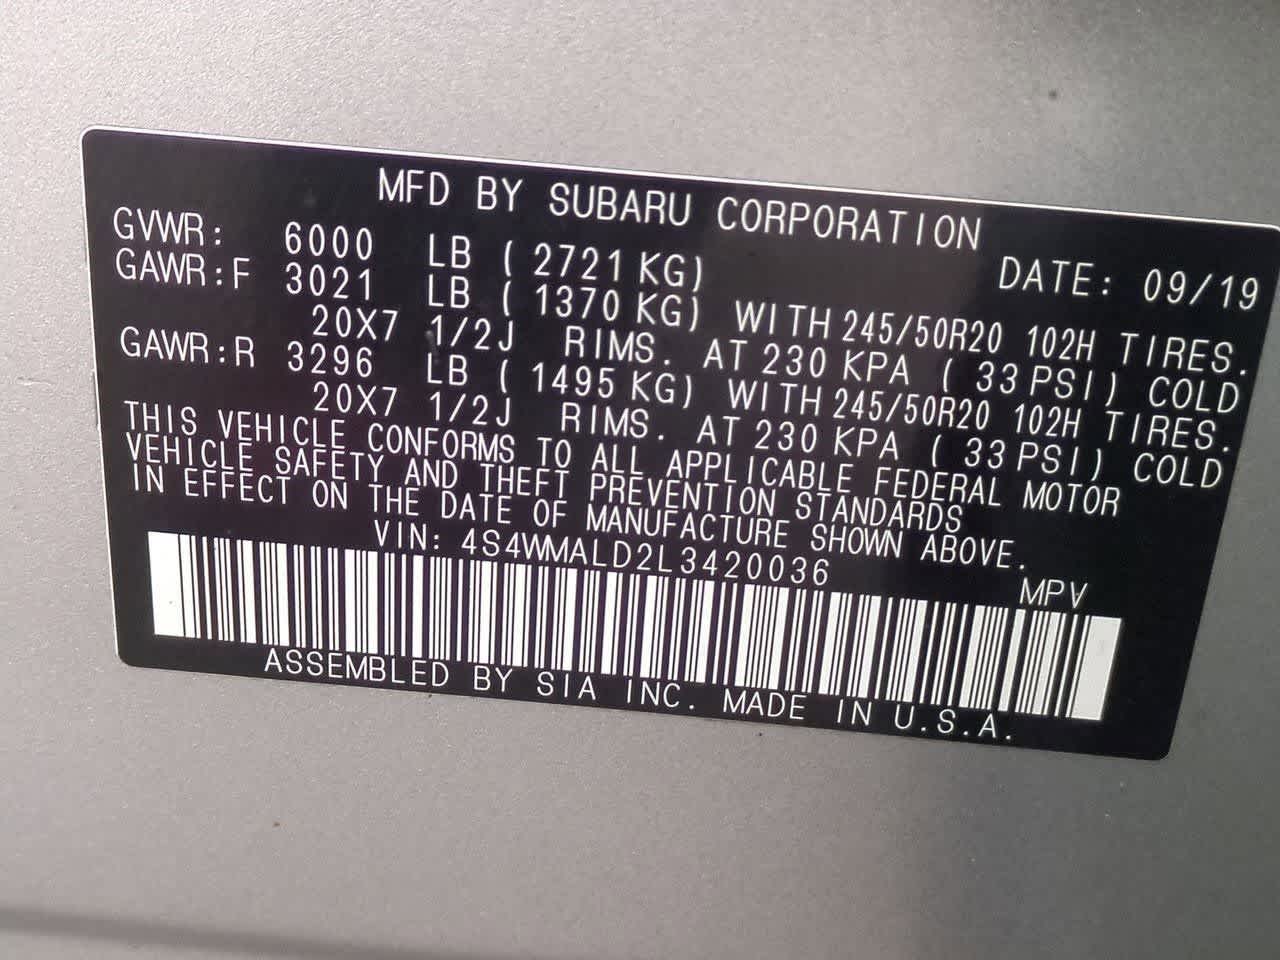 MFD BY SUBARU CORPORATION
GVWR: 6000 LB ( 2721 KG) DATE: 09/19
GAWR:F 3021 LB ( 1370 KG) WITH 245/50R20 102H TIRES.
20X7 1/2J RIMS. AT 230 KPA ( 33 PSI) COLD
GAWR:R 3296 LB ( 1495 KG) WITH 245/50R20 102H TIRES.
20X7 1/2J RIMS. AT 230 KPA ( 33 PSI) COLD
THIS VEHICLE CONFORMS TO ALL APPLICABLE FEDERAL MOTOR
VEHICLE SAFETY AND THEFT PREVENTION STANDARDS
IN EFFECT ON THE DATE OF MANUFACTURE SHOWN ABOVE.
VIN: 4S4WMALD2L3420036 MPV
ASSEMBLED BY SIA INC. MADE IN U.S.A.